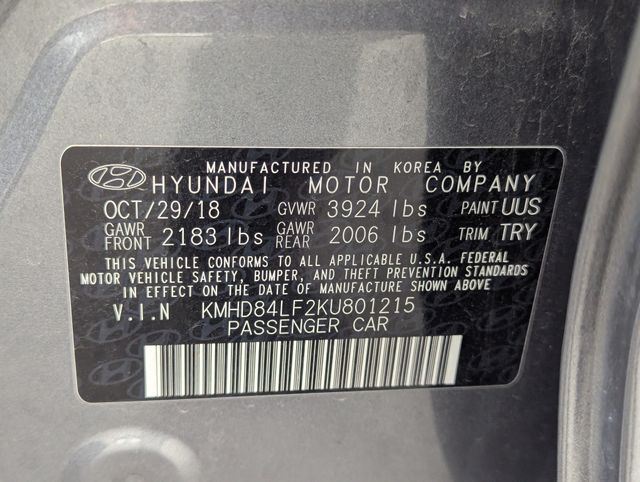 MANUFACTURED IN KOREA BY
HYUNDAI MOTOR COMPANY
OCT/29/18 GVWR 3924 lbs PAINT UUS
GAWR FRONT 2183 lbs GAWR REAR 2006 lbs TRIM TRY
THIS VEHICLE CONFORMS TO ALL APPLICABLE U.S.A. FEDERAL
MOTOR VEHICLE SAFETY, BUMPER, AND THEFT PREVENTION
STANDARDS IN EFFECT ON THE DATE OF MANUFACTURE SHOWN ABOVE
V.I.N KMHD84LF2KU801215
PASSENGER CAR